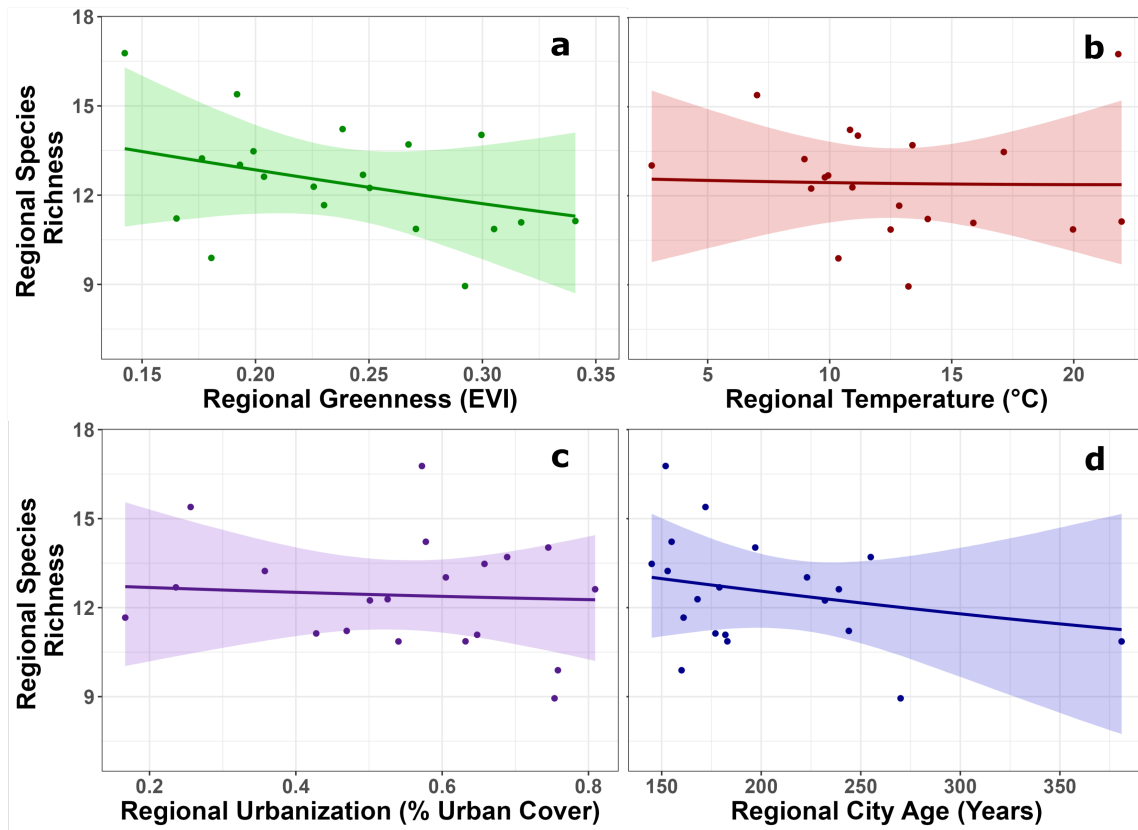 Regional Species
Richness
18
15
12
9
a
0.15
0.20
0.25
0.30
0.35
Regional Greenness (EVI)
b
5
10
15
20
Regional Temperature (°C)
Regional Species
Richness
18
15
12
9
c
0.2
0.4
0.6
0.8
Regional Urbanization (% Urban Cover)
d
150
200
250
300
350
Regional City Age (Years)